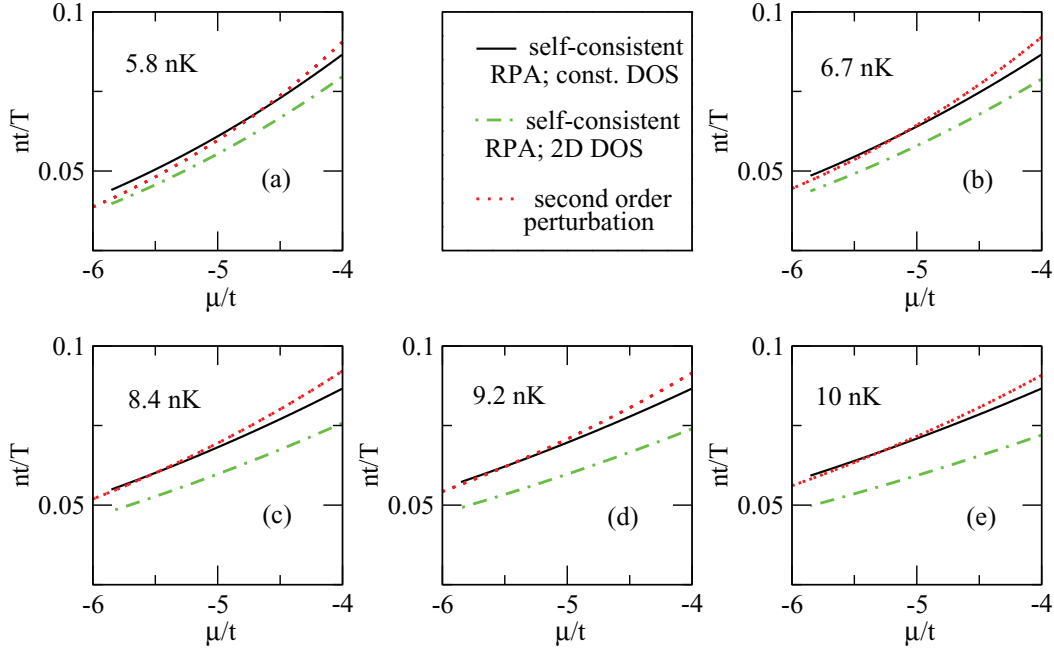 0.1
5.8 nK
nt/T
0.05
(a)
-6
-5
-4
μ/t
self-consistent
RPA; const. DOS
self-consistent
RPA; 2D DOS
second order
perturbation
0.1
6.7 nK
nt/T
0.05
(b)
-6
-5
-4
μ/t
0.1
8.4 nK
nt/T
0.05
(c)
-6
-5
-4
μ/t
0.1
9.2 nK
nt/T
0.05
(d)
-6
-5
-4
μ/t
0.1
10 nK
nt/T
0.05
(e)
-6
-5
-4
μ/t